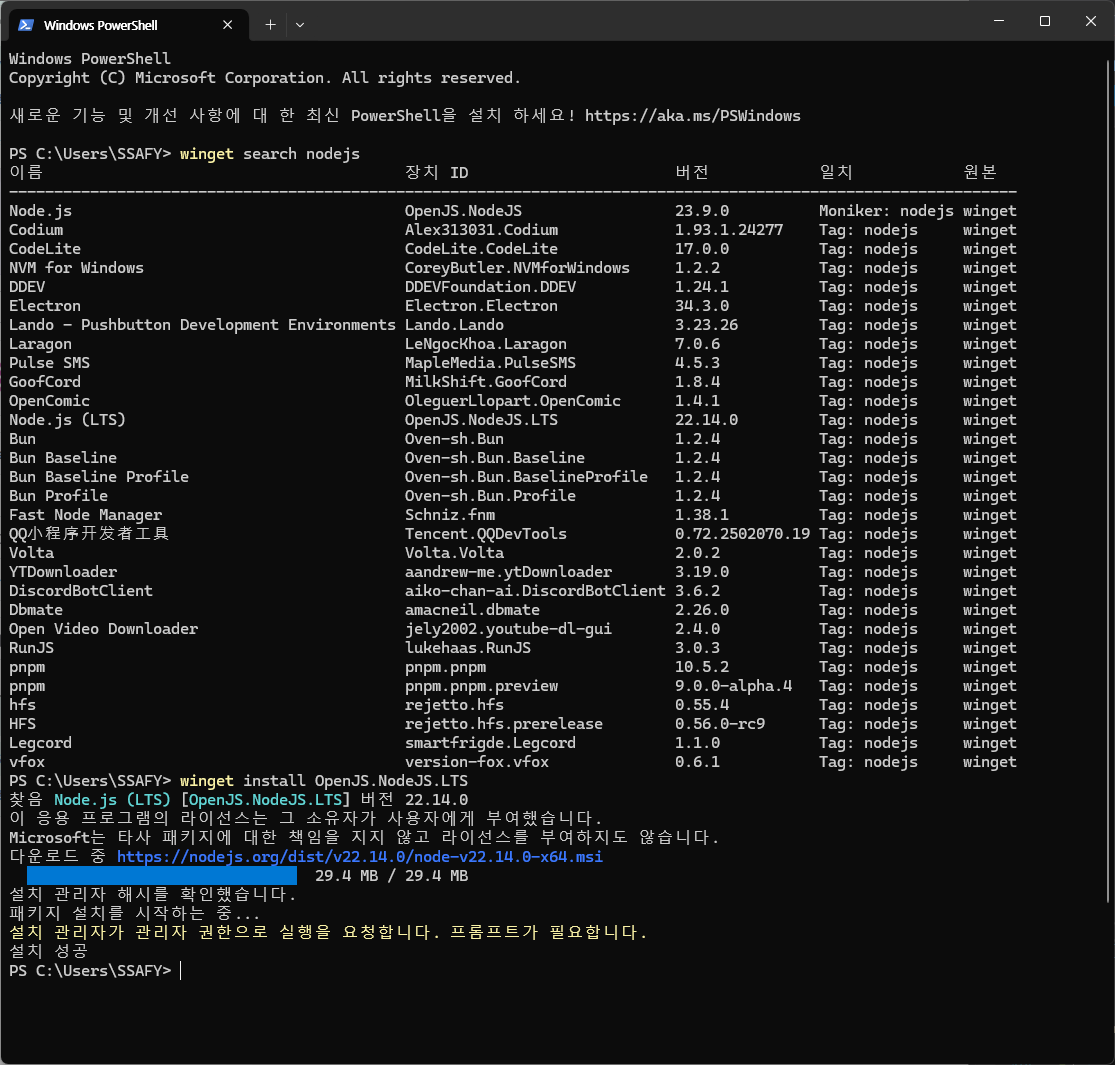 Windows PowerShell
Windows PowerShell
Copyright (C) Microsoft Corporation. All rights reserved.
새로운 기능 및 개선 사항에 대 한 최신 PowerShell을 설치 하세요! https://aka.ms/PSWindows
PS C:\Users\SSAFY> winget search nodejs
이름 장치 ID 버전 일치 원본
Node.js OpenJS.NodeJS 23.9.0 Moniker: nodejs winget
Codium Alex313031.Codium 1.93.1.24277 Tag: nodejs winget
CodeLite CodeLite.CodeLite 17.0.0 Tag: nodejs winget
NVM for Windows CoreyButler.NVMforWindows 1.2.2 Tag: nodejs winget
DDEV DDEVFoundation.DDEV 1.24.1 Tag: nodejs winget
Electron Electron.Electron 34.3.0 Tag: nodejs winget
Lando - Pushbutton Development Environments Lando.Lando 3.23.26 Tag: nodejs winget
Laragon LeNgocKhoa.Laragon 7.0.6 Tag: nodejs winget
Pulse SMS MapleMedia.PulseSMS 4.5.3 Tag: nodejs winget
GoofCord MilkShift.GoofCord 1.8.4 Tag: nodejs winget
OpenComic OleguerLlopart.OpenComic 1.4.1 Tag: nodejs winget
Node.js (LTS) OpenJS.NodeJS.LTS 22.14.0 Tag: nodejs winget
Bun Oven-sh.Bun 1.2.4 Tag: nodejs winget
Bun Baseline Oven-sh.Bun.Baseline 1.2.4 Tag: nodejs winget
Bun Baseline Profile Oven-sh.Bun.BaselineProfile 1.2.4 Tag: nodejs winget
Bun Profile Oven-sh.Bun.Profile 1.2.4 Tag: nodejs winget
Fast Node Manager Schniz.fnm 1.38.1 Tag: nodejs winget
QQ小程序开发者工具 Tencent.QQDevTools 0.72.2502070.19 Tag: nodejs winget
Volta Volta.Volta 2.0.2 Tag: nodejs winget
YTDownloader aandrew-me.ytDownloader 3.19.0 Tag: nodejs winget
DiscordBotClient aiko-chan-ai.DiscordBotClient 3.6.2 Tag: nodejs winget
Dbmate amacneil.dbmate 2.26.0 Tag: nodejs winget
Open Video Downloader jely2002.youtube-dl-gui 2.4.0 Tag: nodejs winget
RunJS lukehaas.RunJS 3.0.3 Tag: nodejs winget
pnpm pnpm.pnpm 10.5.2 Tag: nodejs winget
pnpm pnpm.pnpm.preview 9.0.0-alpha.4 Tag: nodejs winget
hfs rejetto.hfs 0.55.4 Tag: nodejs winget
HFS rejetto.hfs.prerelease 0.56.0-rc9 Tag: nodejs winget
Legcord smartfrigde.Legcord 1.1.0 Tag: nodejs winget
vfox version-fox.vfox 0.6.1 Tag: nodejs winget
PS C:\Users\SSAFY> winget install OpenJS.NodeJS.LTS
찾음 Node.js (LTS) [OpenJS.NodeJS.LTS] 버전 22.14.0
이 응용 프로그램의 라이선스는 그 소유자가 사용자에게 부여했습니다.
Microsoft는 타사 패키지에 대한 책임을 지지 않고 라이선스를 부여하지도 않습니다.
다운로드 중 https://nodejs.org/dist/v22.14.0/node-v22.14.0-x64.msi
29.4 MB / 29.4 MB
설치 관리자 해시를 확인했습니다.
패키지 설치를 시작하는 중...
설치 관리자가 관리자 권한으로 실행을 요청합니다. 프롬프트가 필요합니다.
설치 성공
PS C:\Users\SSAFY>